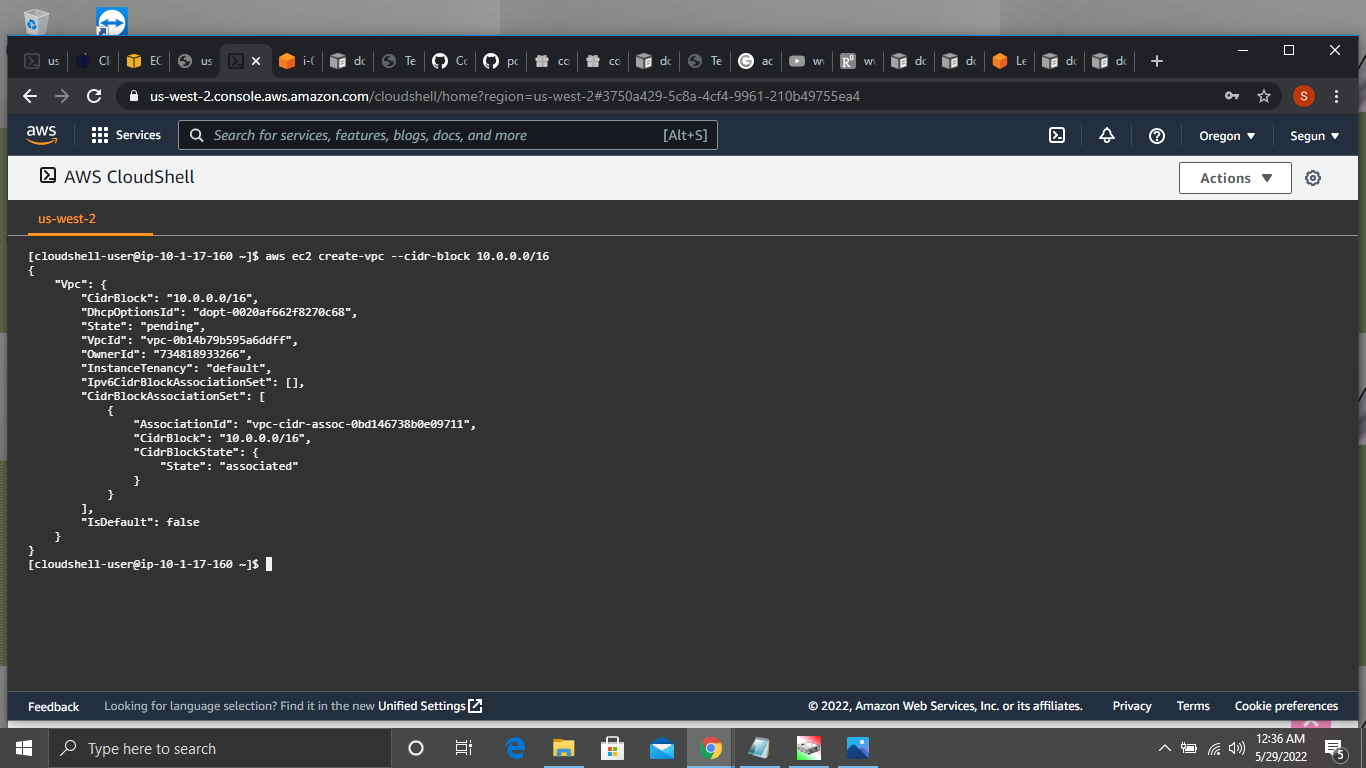 us
Cl
EC
us
i-0
dc
Te
Cc
pc
co
co
dc
Te
ac
wv
wv
dc
dc
Le
dc
dc
us-west-2.console.aws.amazon.com/cloudshell/home?region=us-west-2#3750a429-5c8a-4cf4-9961-210b49755ea4
S
aws
Services
Search for services, features, blogs, docs, and more
[Alt+S]
Oregon
Segun
AWS CloudShell
Actions
us-west-2
[cloudshell-user@ip-10-1-17-160 ~]$ aws ec2 create-vpc --cidr-block 10.0.0.0/16
{
    "Vpc": {
        "CidrBlock": "10.0.0.0/16",
        "DhcpOptionsId": "dopt-0020af662f8270c68",
        "State": "pending",
        "VpcId": "vpc-0b14b79b595a6ddff",
        "OwnerId": "734818933266",
        "InstanceTenancy": "default",
        "Ipv6CidrBlockAssociationSet": [],
        "CidrBlockAssociationSet": [
            {
                "AssociationId": "vpc-cidr-assoc-0bd146738b0e09711",
                "CidrBlock": "10.0.0.0/16",
                "CidrBlockState": {
                    "State": "associated"
                }
            }
        ],
        "IsDefault": false
    }
}
[cloudshell-user@ip-10-1-17-160 ~]$
Feedback
Looking for language selection? Find it in the new Unified Settings
© 2022, Amazon Web Services, Inc. or its affiliates.
Privacy
Terms
Cookie preferences
Type here to search
12:36 AM
5/29/2022
5